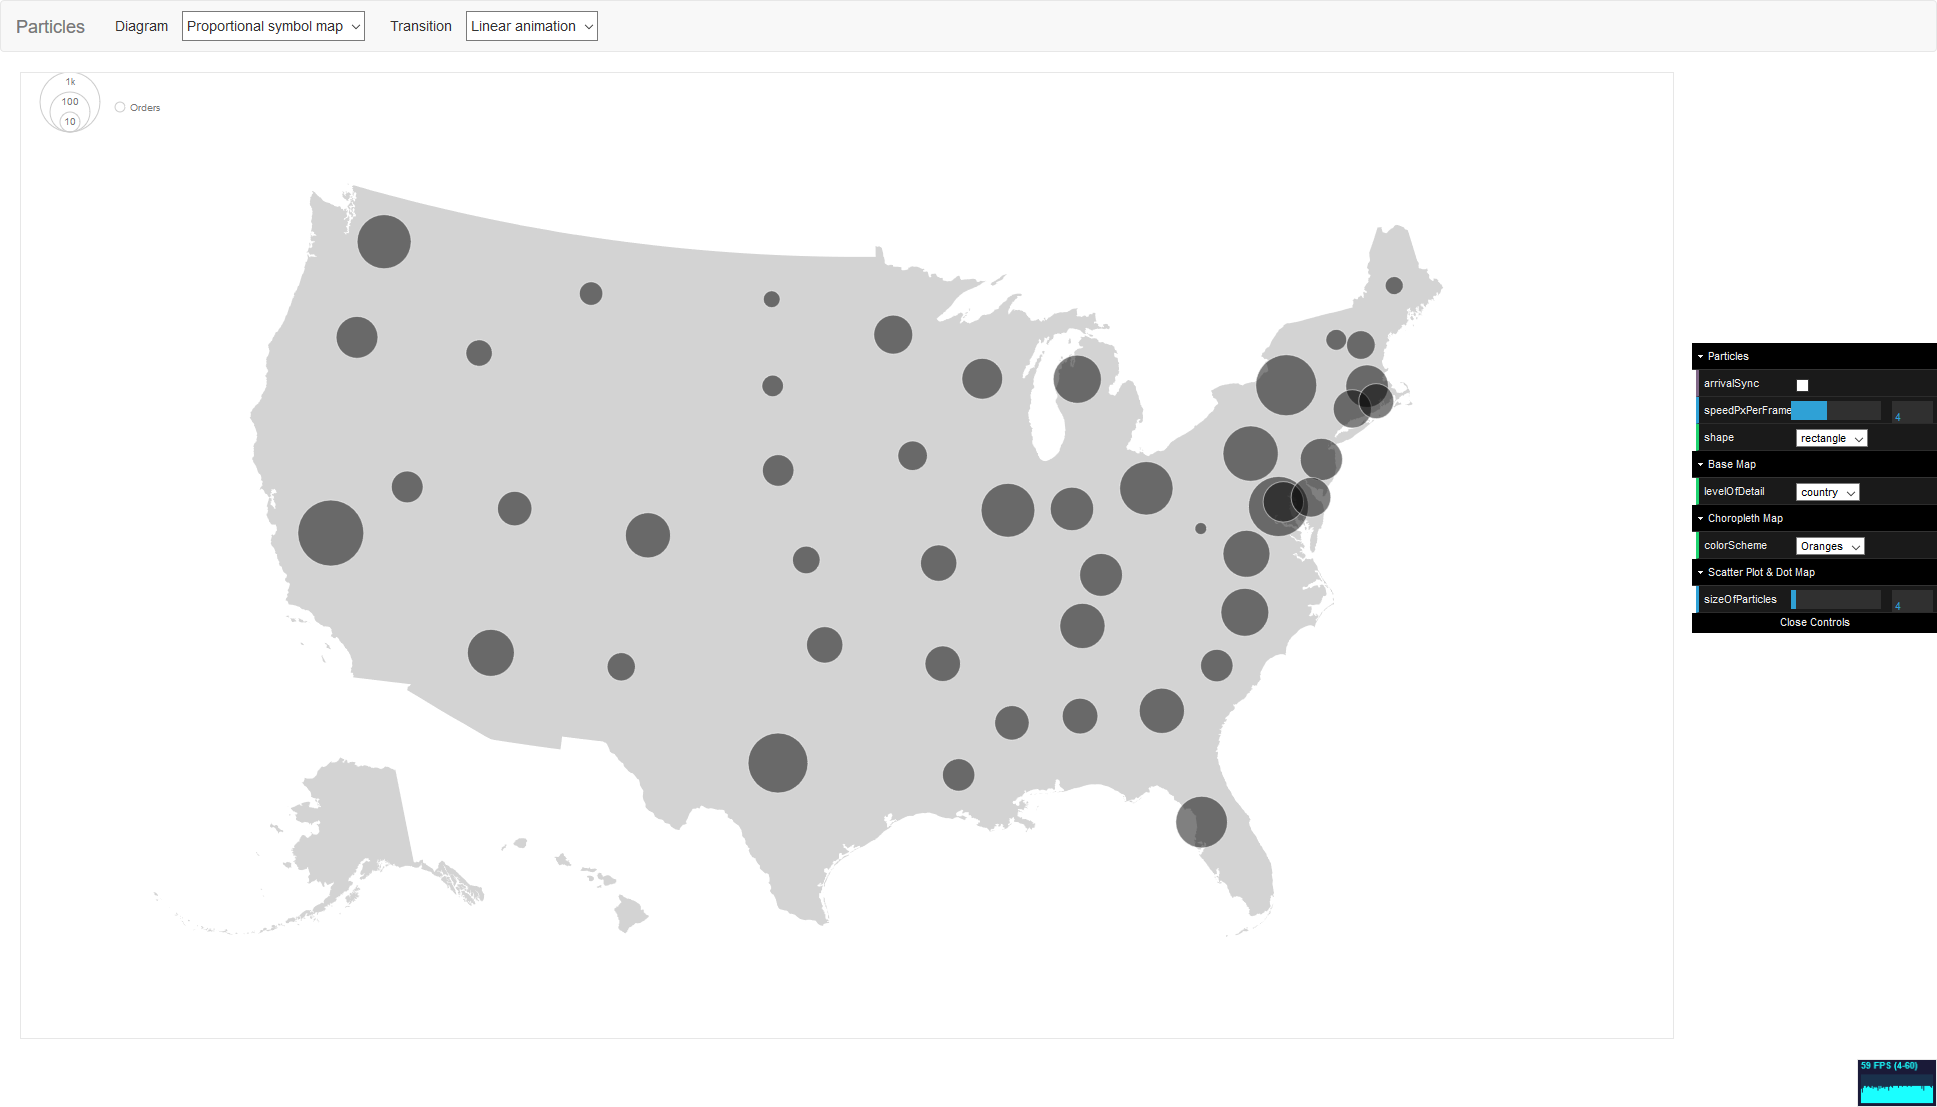 Particles Diagram Proportional symbol map Transition Linear animation
1k
100
10
Orders
Particles
arrivalSync
speedPxPerFrame 4
shape rectangle
Base Map
levelOfDetail country
Choropleth Map
colorScheme Oranges
Scatter Plot & Dot Map
sizeOfParticles 4
Close Controls
59 FPS (4-60)